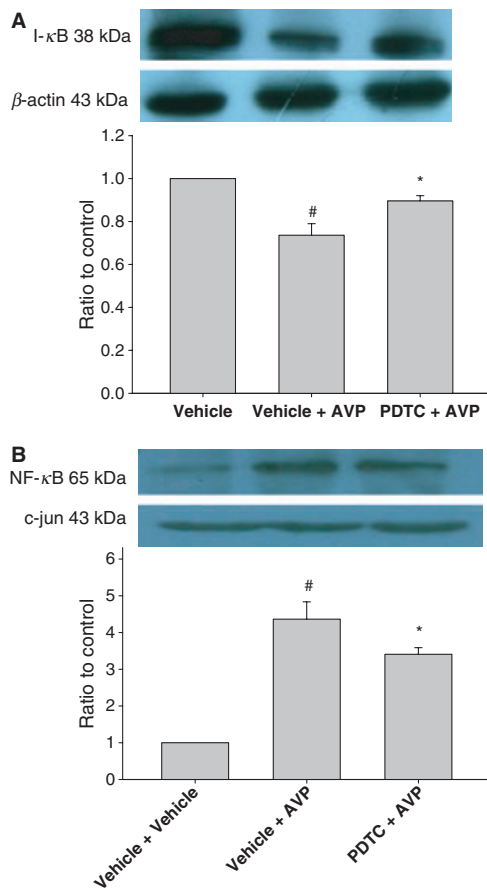 A
I-κB 38 kDa
β-actin 43 kDa
1.2
1.0
0.8
0.6
0.4
0.2
0.0
Ratio to control
#
*
Vehicle
Vehicle + AVP
PDTC + AVP
B
NF-κB 65 kDa
c-jun 43 kDa
6
5
4
3
2
1
0
Ratio to control
#
*
Vehicle + Vehicle
Vehicle + AVP
PDTC + AVP